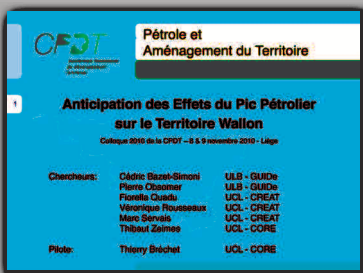 CPDT
Pétrole et
Aménagement du Territoire
1
Anticipation des Effets du Pic Pétrolier
sur le Territoire Wallon
Colloque 2010 de la CPDT – 8 & 9 novembre 2010 - Liège
Chercheurs: Cédric Bazet-Simoni ULB - GUIDe
Pierre Obsomer ULB - GUIDe
Fiorella Quadu UCL - CREAT
Véronique Rousseaux UCL - CREAT
Marc Servais UCL - CREAT
Thibaut Zeimes UCL - CORE
Pilote: Thierry Bréchet UCL - CORE